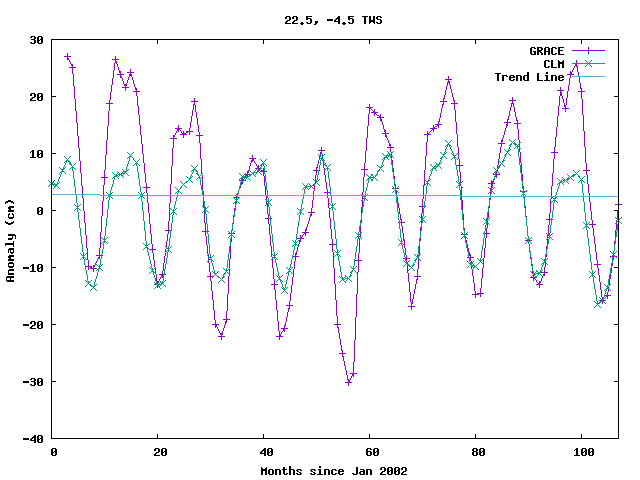 22.5, -4.5 TWS
GRACE
CLM
Trend Line
30
20
10
0
-10
-20
-30
-40
Anomaly (cm)
0 20 40 60 80 100
Months since Jan 2002